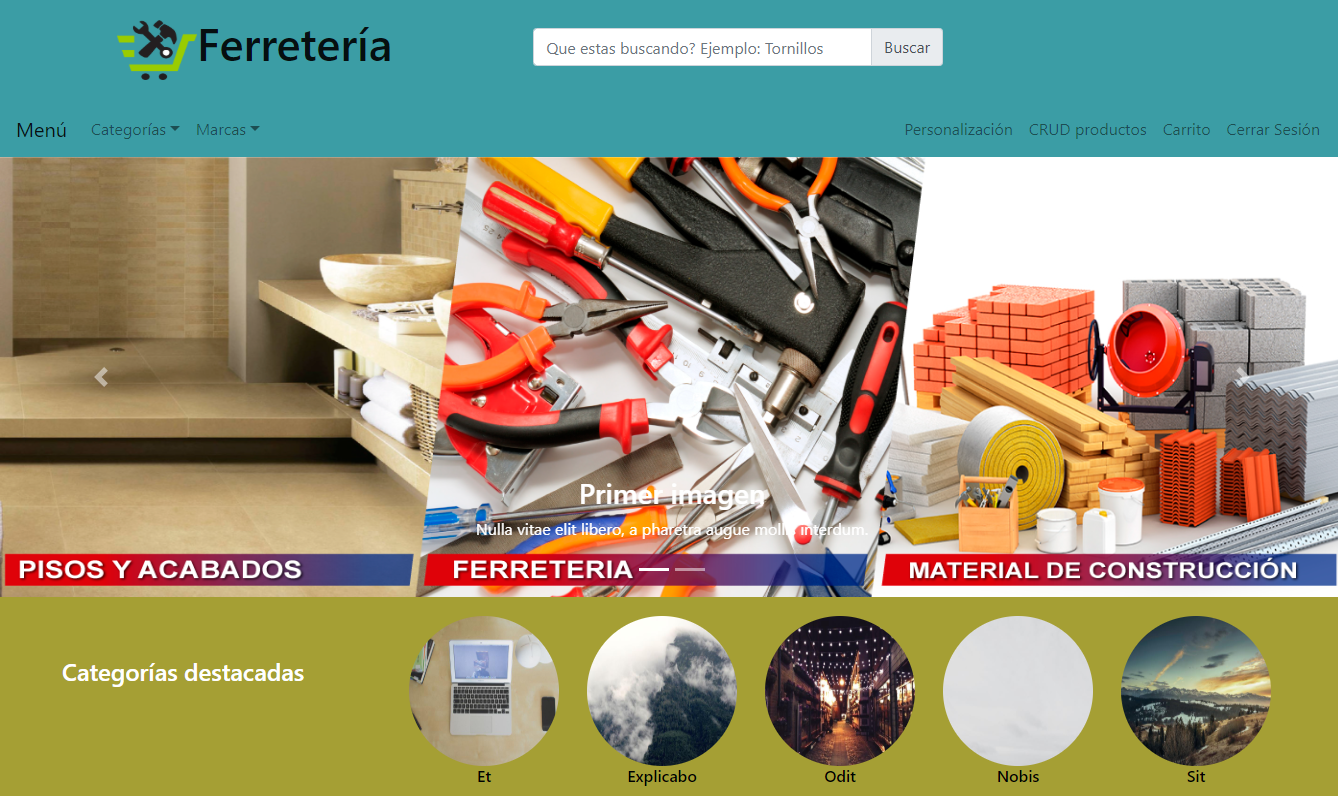 Ferretería
Que estas buscando? Ejemplo: Tornillos
Buscar
Menú
Categorías
Marcas
Personalización
CRUD productos
Carrito
Cerrar Sesión
Primer imagen
Nulla vitae elit libero, a pharetra augue mollis interdum.
PISOS Y ACABADOS
FERRETERIA
MATERIAL DE CONSTRUCCIÓN
Categorías destacadas
Et
Explicabo
Odit
Nobis
Sit